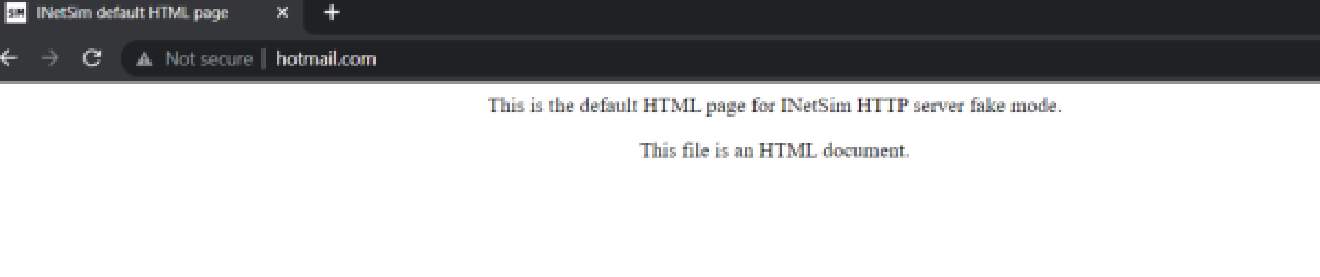 SIM INetSim default HTML page
Not secure hotmail.com
This is the default HTML page for INetSim HTTP server fake mode.
This file is an HTML document.